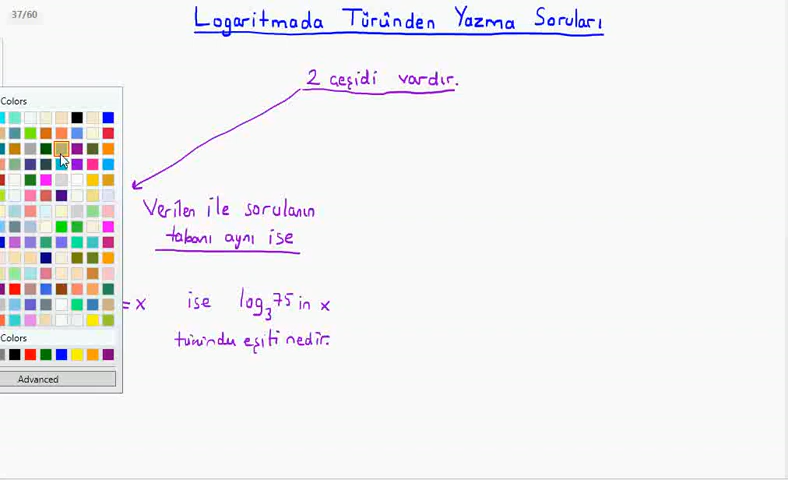 37/60
Logaritmada Türünden Yazma Soruları
2 çeşidi vardır.
Colors
Verilen ile sorulanın
tabanı aynı ise
= x ise log₃75 in x
türündu eşiti nedir.
Colors
Advanced